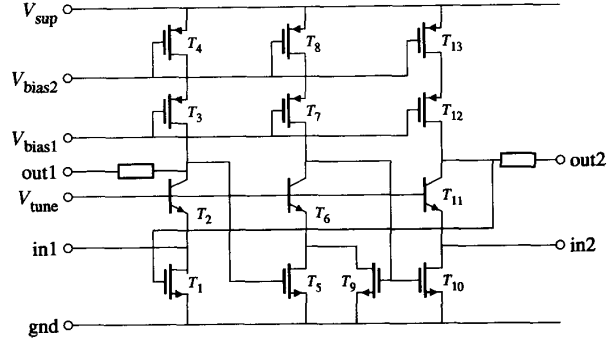 V_sup
T_4 T_8 T_13
V_bias2
T_3 T_7 T_12
V_bias1
out1 out2
V_tune
T_2 T_6 T_11
in1 in2
T_1 T_5 T_9 T_10
gnd